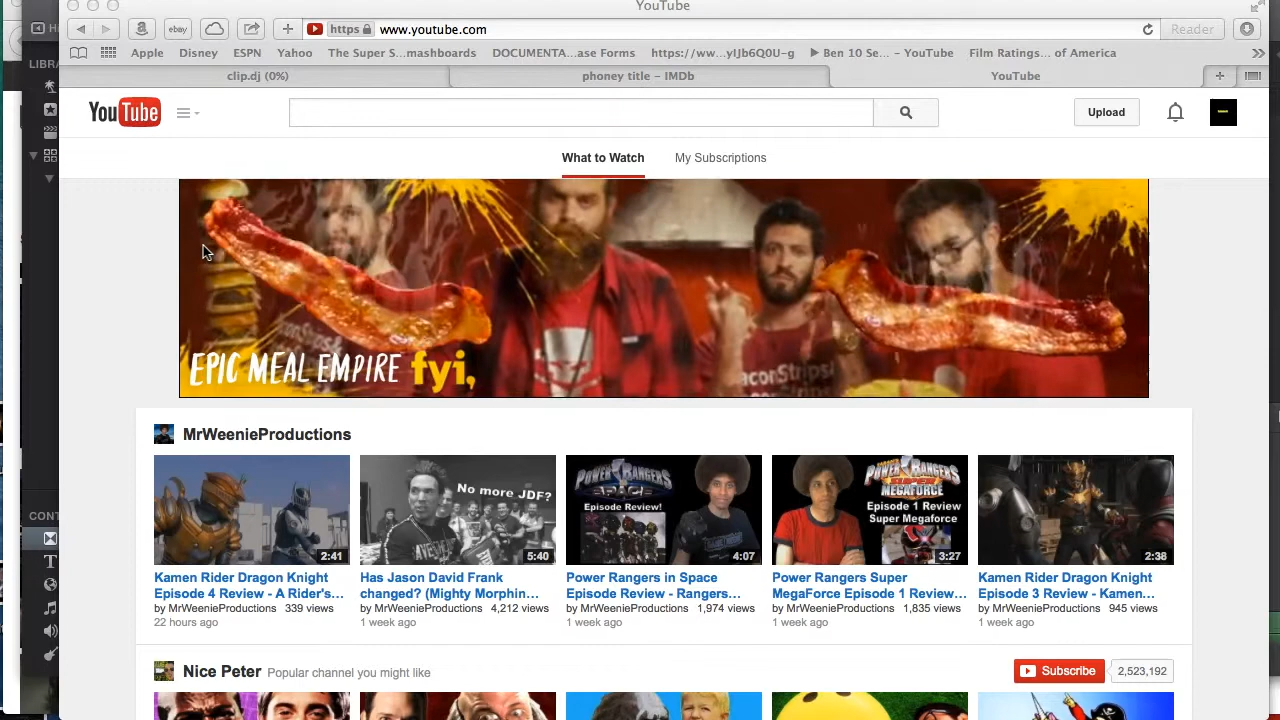 YouTube
https www.youtube.com
Reader
Apple Disney ESPN Yahoo The Super S...mashboards DOCUMENTA...ase Forms https://ww...yIJb6Q0U-g ▶ Ben 10 Se... – YouTube Film Ratings... of America
clip.dj (0%) phoney title – IMDb YouTube
LIBRA
YouTube
Upload
What to Watch My Subscriptions
EPIC MEAL EMPIRE fyi,
MrWeenieProductions
No more JDF?
POWER RANGERS
IN SPACE
Episode Review!
POWER RANGERS
SUPER
MEGAFORCE
Episode 1 Review
Super Megaforce
2:41 5:40 4:07 3:27 2:36
Kamen Rider Dragon Knight Episode 4 Review - A Rider's...
by MrWeenieProductions 339 views
22 hours ago
Has Jason David Frank changed? (Mighty Morphin...
by MrWeenieProductions 4,212 views
1 week ago
Power Rangers in Space Episode Review - Rangers...
by MrWeenieProductions 1,974 views
1 week ago
Power Rangers Super MegaForce Episode 1 Review...
by MrWeenieProductions 1,835 views
1 week ago
Kamen Rider Dragon Knight Episode 3 Review - Kamen...
by MrWeenieProductions 945 views
1 week ago
CONT
Nice Peter Popular channel you might like
Subscribe 2,523,192